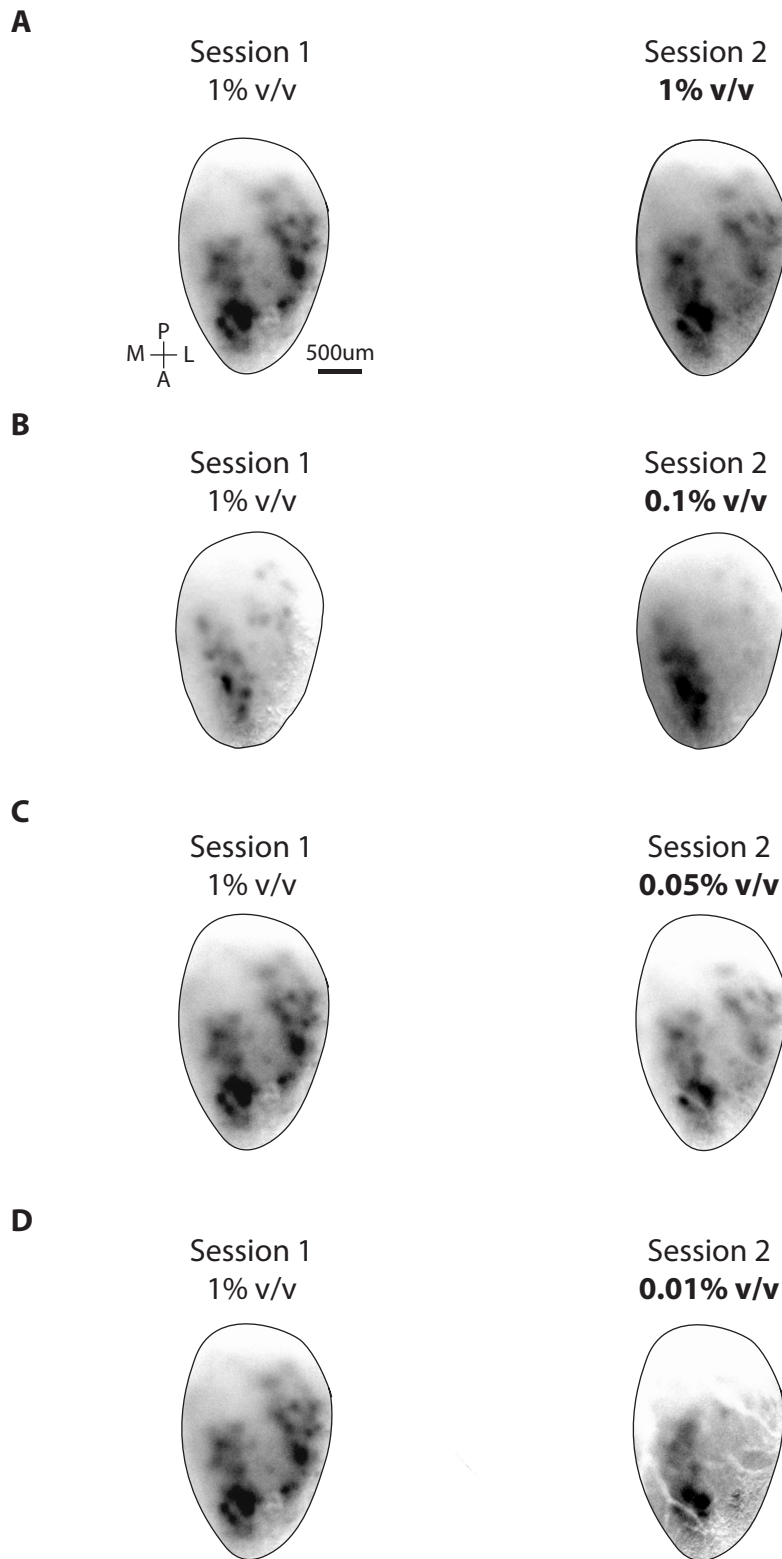 A
Session 1
1% v/v
Session 2
1% v/v
P
M L
A
500um
B
Session 1
1% v/v
Session 2
0.1% v/v
C
Session 1
1% v/v
Session 2
0.05% v/v
D
Session 1
1% v/v
Session 2
0.01% v/v